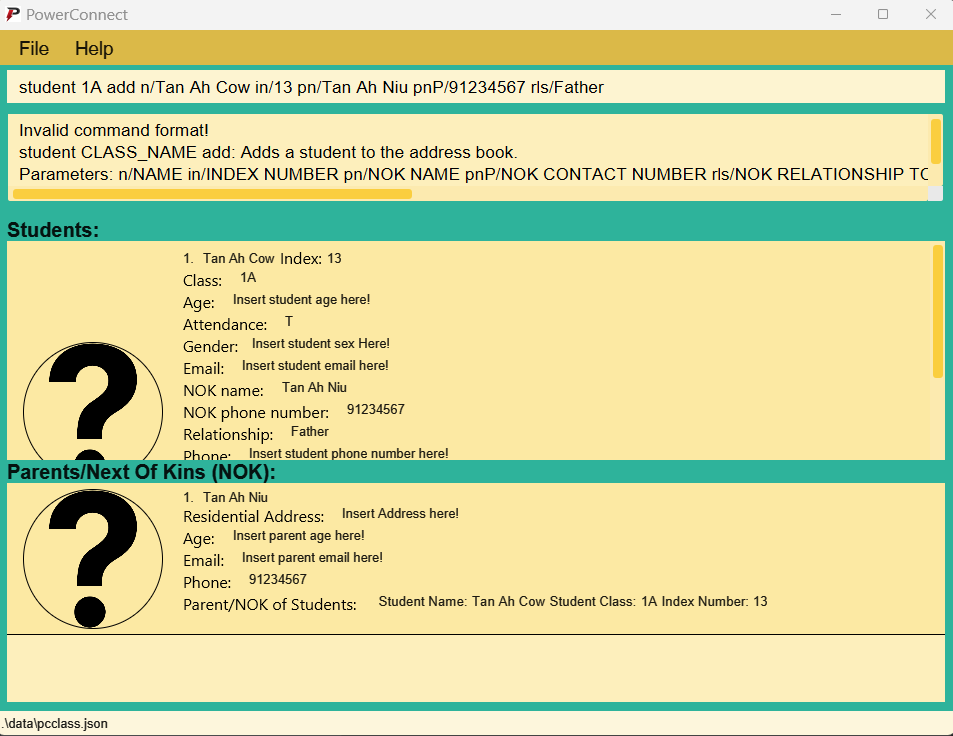 PowerConnect
File Help
student 1A add n/Tan Ah Cow in/13 pn/Tan Ah Niu pnP/91234567 rls/Father
Invalid command format!
student CLASS_NAME add: Adds a student to the address book.
Parameters: n/NAME in/INDEX NUMBER pn/NOK NAME pnP/NOK CONTACT NUMBER rls/NOK RELATIONSHIP TO
Students:
1. Tan Ah Cow Index: 13
Class: 1A
Age: Insert student age here!
Attendance: T
Gender: Insert student sex Here!
Email: Insert student email here!
NOK name: Tan Ah Niu
NOK phone number: 91234567
Relationship: Father
Phone: Insert student phone number here!
Parents/Next Of Kins (NOK):
1. Tan Ah Niu
Residential Address: Insert Address here!
Age: Insert parent age here!
Email: Insert parent email here!
Phone: 91234567
Parent/NOK of Students: Student Name: Tan Ah Cow Student Class: 1A Index Number: 13
.\data\pcclass.json